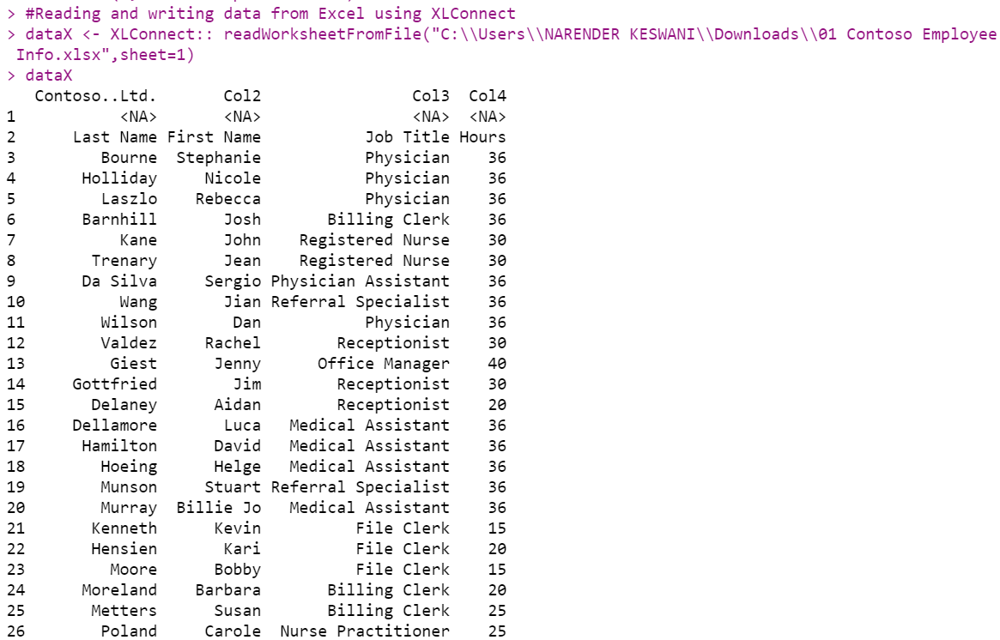 > #Reading and writing data from Excel using XLConnect
> dataX <- XLConnect:: readWorksheetFromFile("C:\\Users\\NARENDER KESWANI\\Downloads\\01 Contoso Employee
Info.xlsx",sheet=1)
> dataX
Contoso..Ltd. Col2 Col3 Col4
1 <NA> <NA> <NA> <NA>
2 Last Name First Name Job Title Hours
3 Bourne Stephanie Physician 36
4 Holliday Nicole Physician 36
5 Laszlo Rebecca Physician 36
6 Barnhill Josh Billing Clerk 36
7 Kane John Registered Nurse 30
8 Trenary Jean Registered Nurse 30
9 Da Silva Sergio Physician Assistant 36
10 Wang Jian Referral Specialist 36
11 Wilson Dan Physician 36
12 Valdez Rachel Receptionist 30
13 Giest Jenny Office Manager 40
14 Gottfried Jim Receptionist 30
15 Delaney Aidan Receptionist 20
16 Dellamore Luca Medical Assistant 36
17 Hamilton David Medical Assistant 36
18 Hoeing Helge Medical Assistant 36
19 Munson Stuart Referral Specialist 36
20 Murray Billie Jo Medical Assistant 36
21 Kenneth Kevin File Clerk 15
22 Hensien Kari File Clerk 20
23 Moore Bobby File Clerk 15
24 Moreland Barbara Billing Clerk 20
25 Metters Susan Billing Clerk 25
26 Poland Carole Nurse Practitioner 25